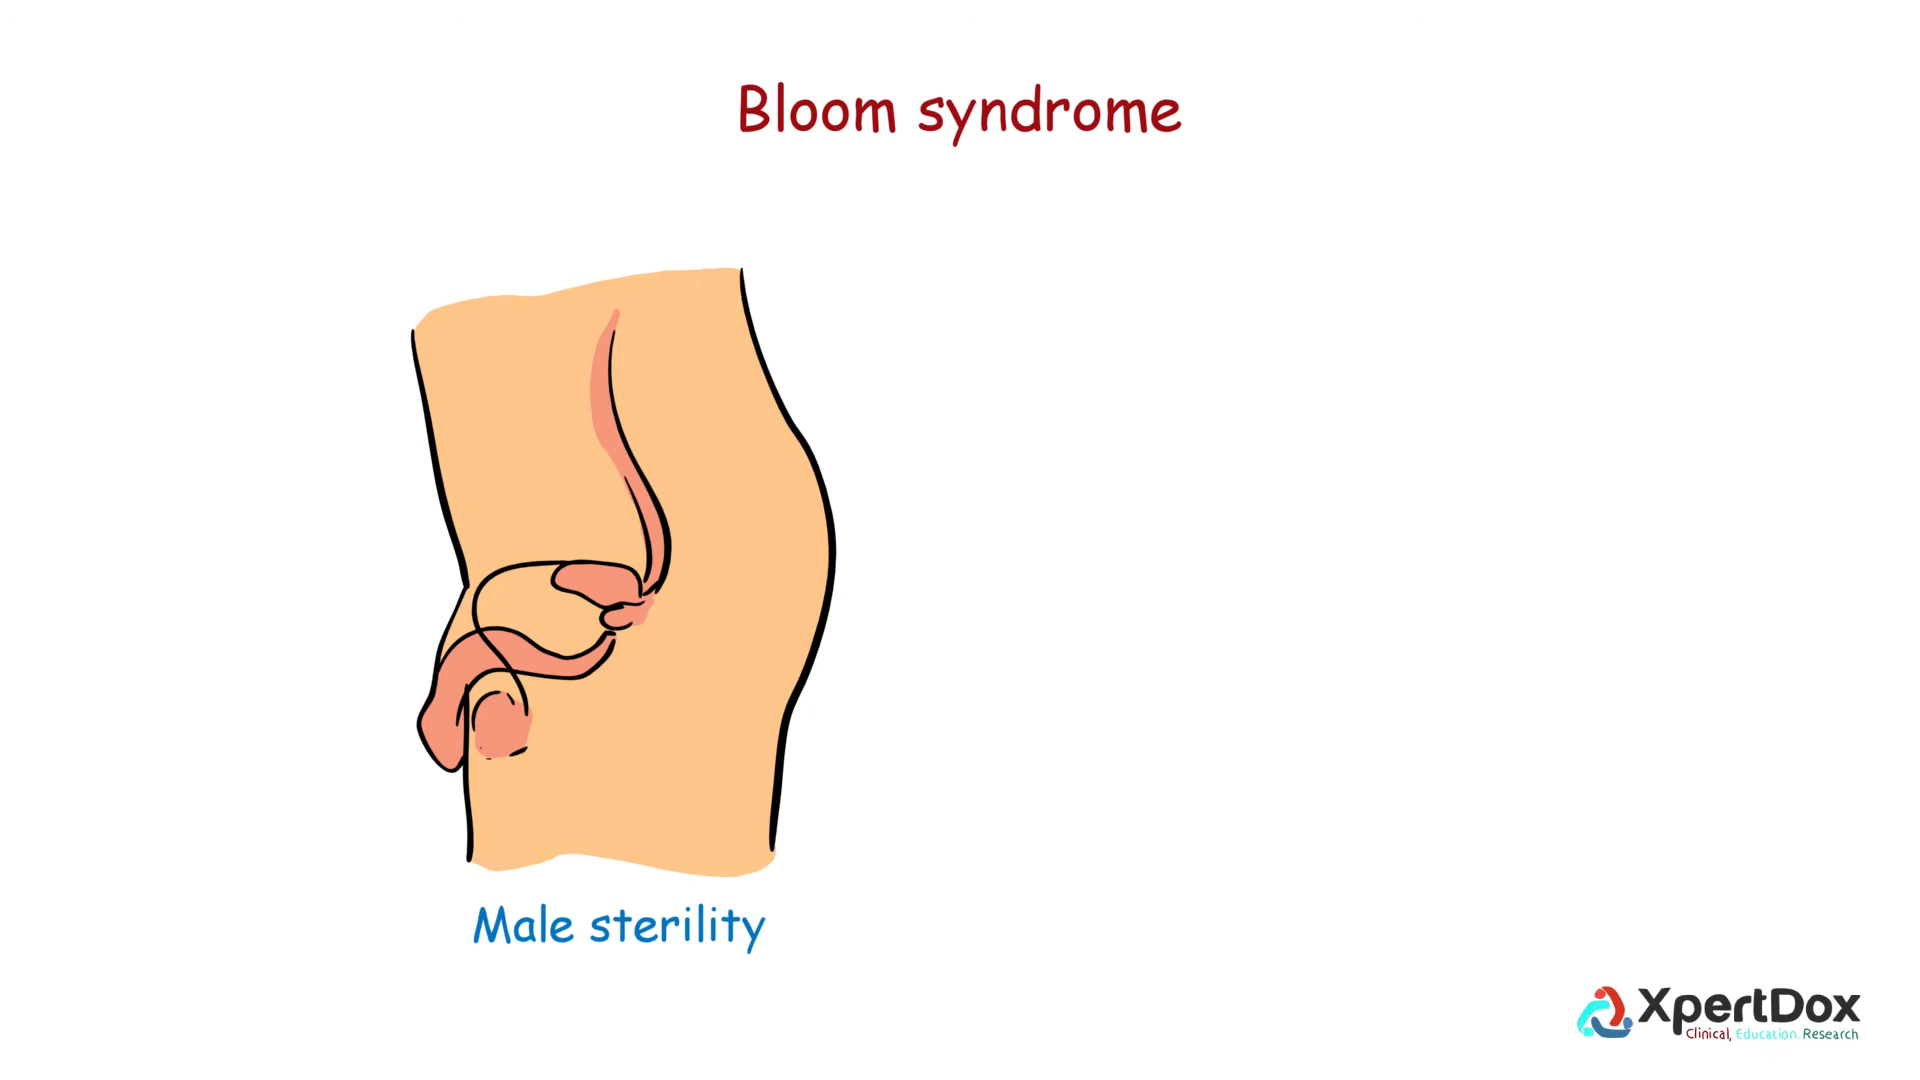 Bloom syndrome
Male sterility
XpertDox
Clinical, Education, Research